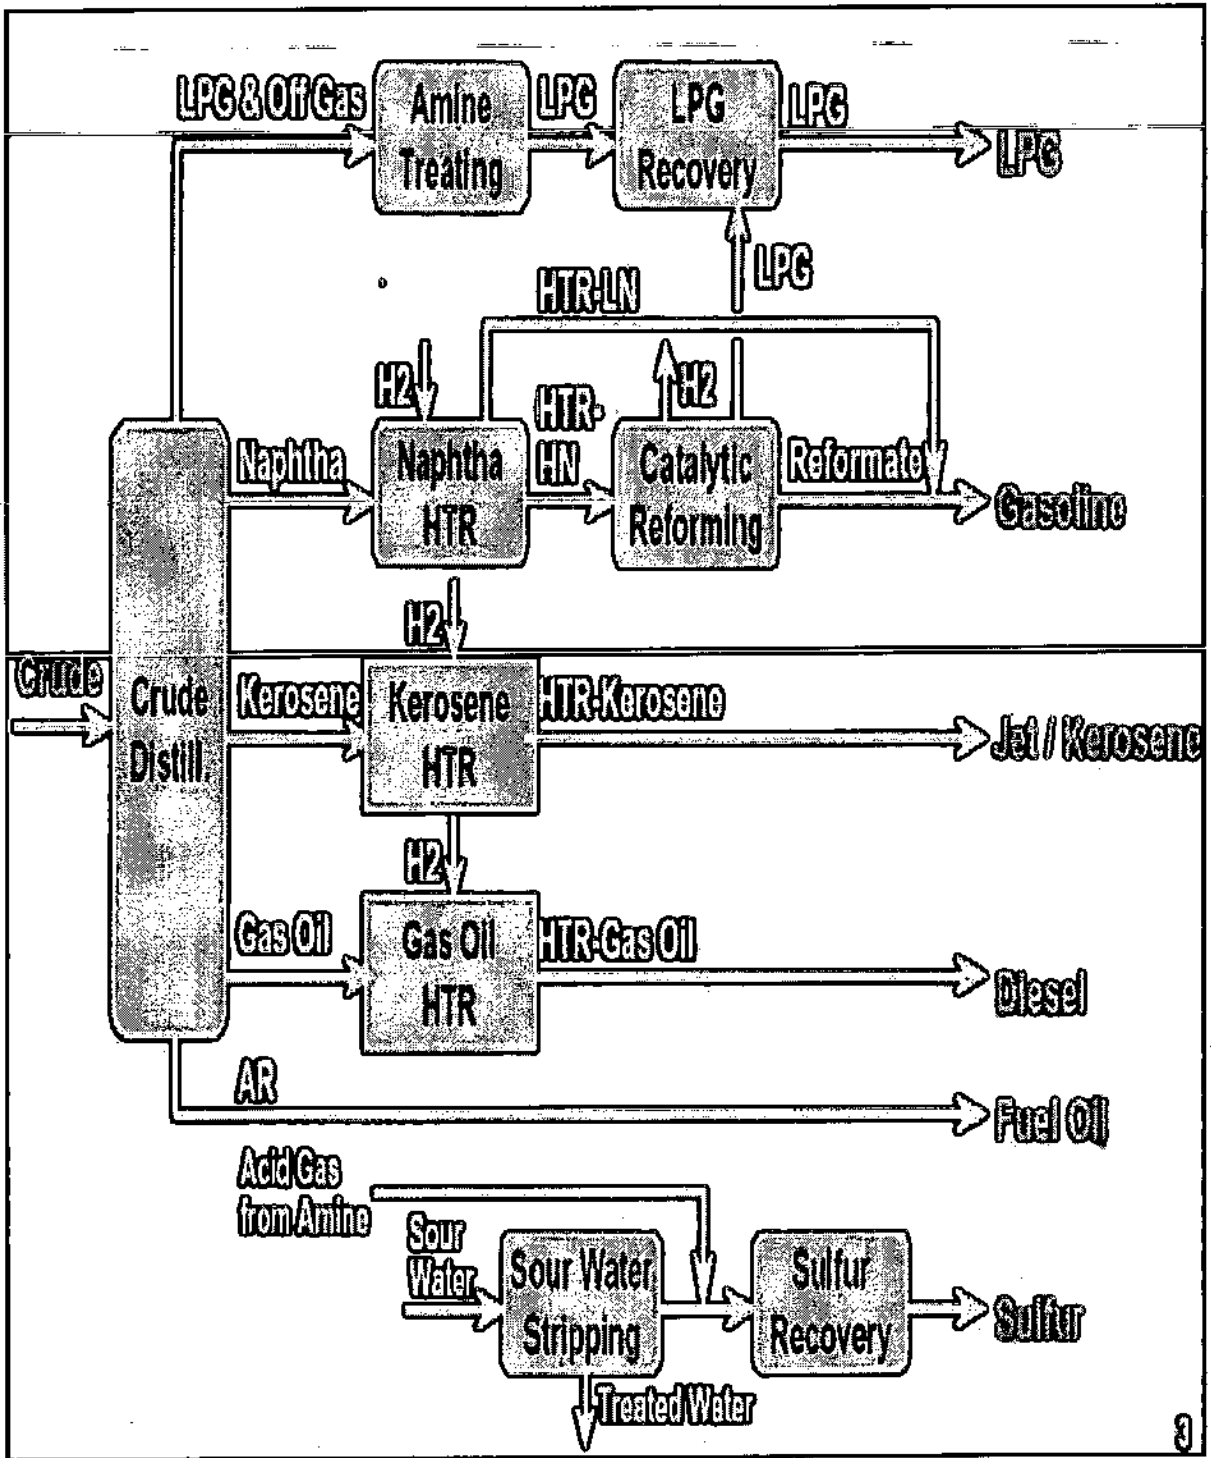 LPG & Off Gas
Amine
Treating
LPG
LPG
Recovery
LPG
LPG
LPG
HTR-LN
H2
H2
HTR-
HN
Naphtha
Naphtha
HTR
Catalytic
Reforming
Reformate
Gasoline
H2
Crude
Crude
Distill.
Kerosene
Kerosene
HTR
HTR-Kerosene
Jet / Kerosene
H2
Gas Oil
Gas Oil
HTR
HTR-Gas Oil
Diesel
AR
Fuel Oil
Acid Gas
from Amine
Sour
Water
Sour Water
Stripping
Sulfur
Recovery
Sulfur
Treated Water
3